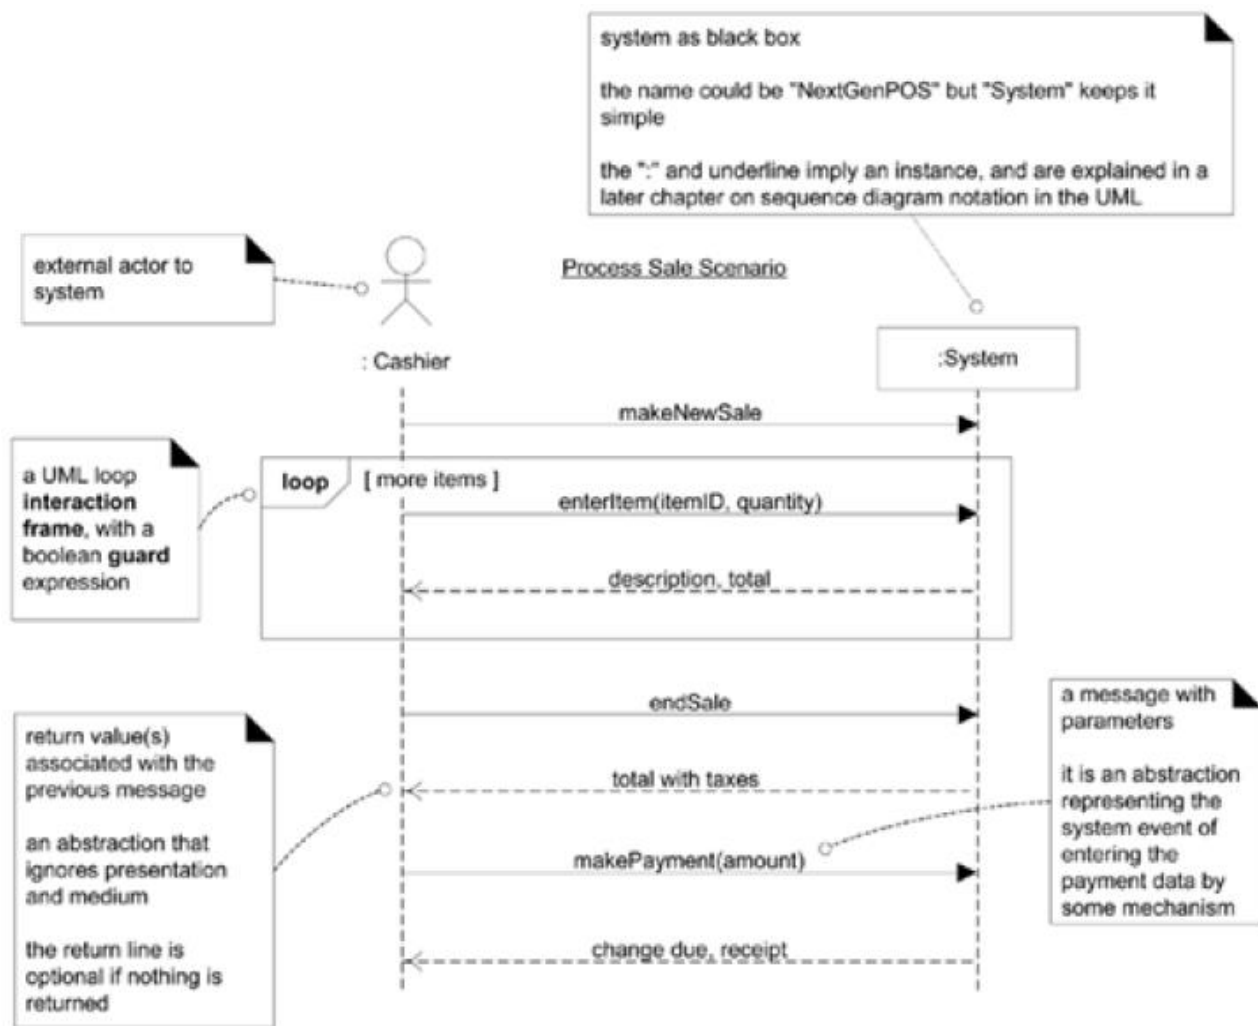 system as black box
the name could be "NextGenPOS" but "System" keeps it
simple
the ":" and underline imply an instance, and are explained in a
later chapter on sequence diagram notation in the UML
external actor to
system
Process Sale Scenario
: Cashier
:System
makeNewSale
a UML loop
interaction
frame, with a
boolean guard
expression
loop
[ more items ]
enterItem(itemID, quantity)
description, total
endSale
return value(s)
associated with the
previous message
an abstraction that
ignores presentation
and medium
the return line is
optional if nothing is
returned
total with taxes
a message with
parameters
it is an abstraction
representing the
system event of
entering the
payment data by
some mechanism
makePayment(amount)
change due, receipt